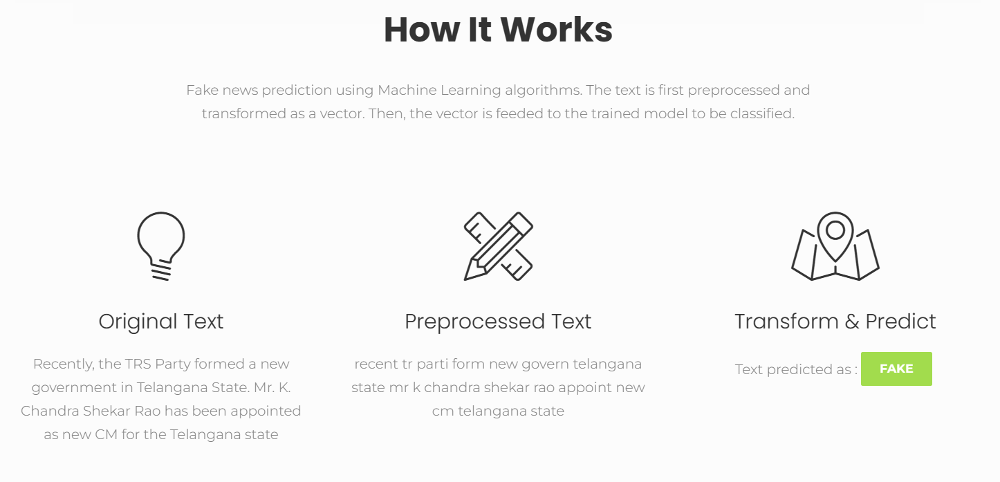 How It Works
Fake news prediction using Machine Learning algorithms. The text is first preprocessed and
transformed as a vector. Then, the vector is feeded to the trained model to be classified.
Original Text
Recently, the TRS Party formed a new
government in Telangana State. Mr. K.
Chandra Shekar Rao has been appointed
as new CM for the Telangana state
Preprocessed Text
recent tr parti form new govern telangana
state mr k chandra shekar rao appoint new
cm telangana state
Transform & Predict
Text predicted as : FAKE